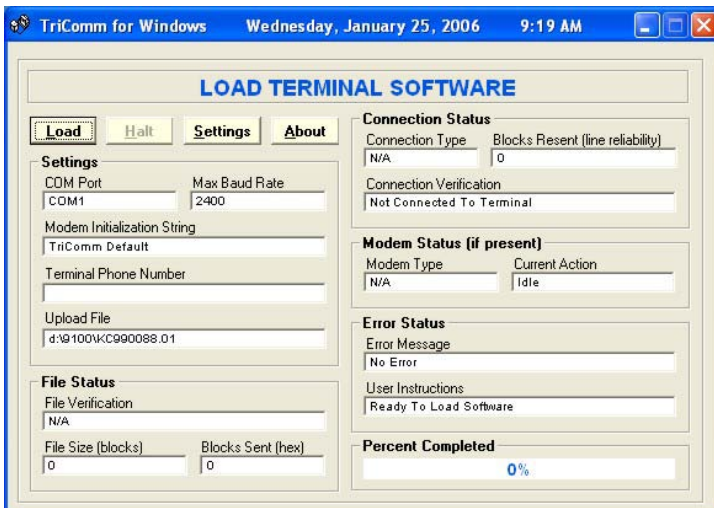 TriComm for Windows Wednesday, January 25, 2006 9:19 AM
LOAD TERMINAL SOFTWARE
Load Halt Settings About
Settings
COM Port Max Baud Rate
COM1 2400
Modem Initialization String
TriComm Default
Terminal Phone Number
Upload File
d:\9100\KC990088.01
File Status
File Verification
N/A
File Size (blocks) Blocks Sent (hex)
0 0
Connection Status
Connection Type Blocks Resent (line reliability)
N/A 0
Connection Verification
Not Connected To Terminal
Modem Status (if present)
Modem Type Current Action
N/A Idle
Error Status
Error Message
No Error
User Instructions
Ready To Load Software
Percent Completed
0%